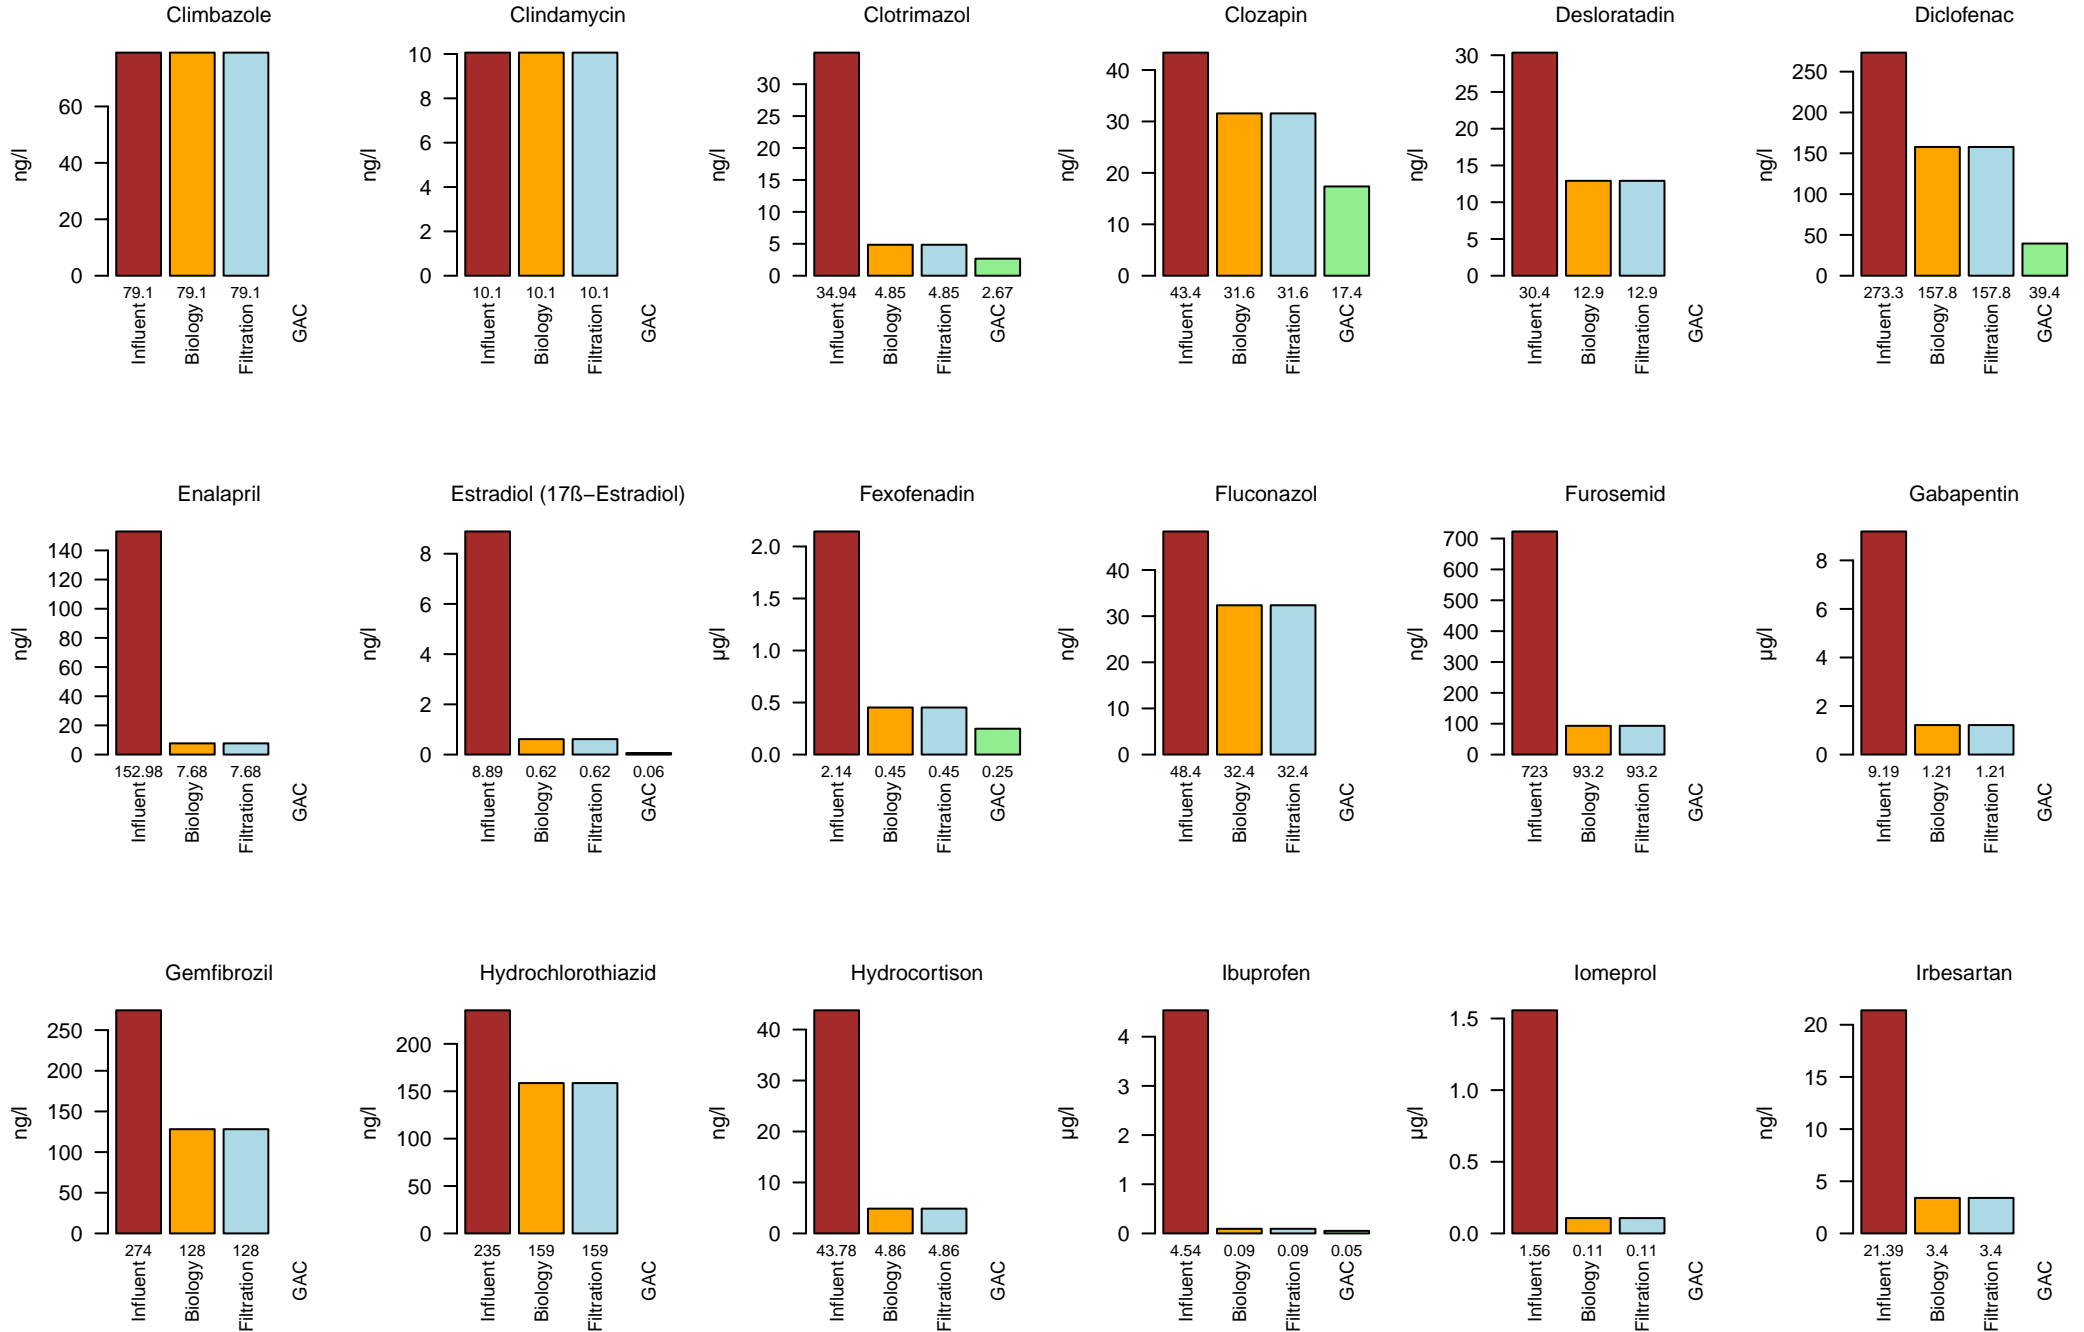 Climbazole
ng/l
60
40
20
0
79.1 79.1 79.1
Influent Biology Filtration GAC
Clindamycin
ng/l
10
8
6
4
2
0
10.1 10.1 10.1
Influent Biology Filtration GAC
Clotrimazol
ng/l
30
25
20
15
10
5
0
34.94 4.85 4.85 2.67
Influent Biology Filtration GAC
Clozapin
ng/l
40
30
20
10
0
43.4 31.6 31.6 17.4
Influent Biology Filtration GAC
Desloratadin
ng/l
30
25
20
15
10
5
0
30.4 12.9 12.9
Influent Biology Filtration GAC
Diclofenac
ng/l
250
200
150
100
50
0
273.3 157.8 157.8 39.4
Influent Biology Filtration GAC
Enalapril
ng/l
140
120
100
80
60
40
20
0
152.98 7.68 7.68
Influent Biology Filtration GAC
Estradiol (17ß−Estradiol)
ng/l
8
6
4
2
0
8.89 0.62 0.62 0.06
Influent Biology Filtration GAC
Fexofenadin
µg/l
2.0
1.5
1.0
0.5
0.0
2.14 0.45 0.45 0.25
Influent Biology Filtration GAC
Fluconazol
ng/l
40
30
20
10
0
48.4 32.4 32.4
Influent Biology Filtration GAC
Furosemid
ng/l
700
600
500
400
300
200
100
0
723 93.2 93.2
Influent Biology Filtration GAC
Gabapentin
µg/l
8
6
4
2
0
9.19 1.21 1.21
Influent Biology Filtration GAC
Gemfibrozil
ng/l
250
200
150
100
50
0
274 128 128
Influent Biology Filtration GAC
Hydrochlorothiazid
ng/l
200
150
100
50
0
235 159 159
Influent Biology Filtration GAC
Hydrocortison
ng/l
40
30
20
10
0
43.78 4.86 4.86
Influent Biology Filtration GAC
Ibuprofen
µg/l
4
3
2
1
0
4.54 0.09 0.09 0.05
Influent Biology Filtration GAC
Iomeprol
µg/l
1.5
1.0
0.5
0.0
1.56 0.11 0.11
Influent Biology Filtration GAC
Irbesartan
ng/l
20
15
10
5
0
21.39 3.4 3.4
Influent Biology Filtration GAC